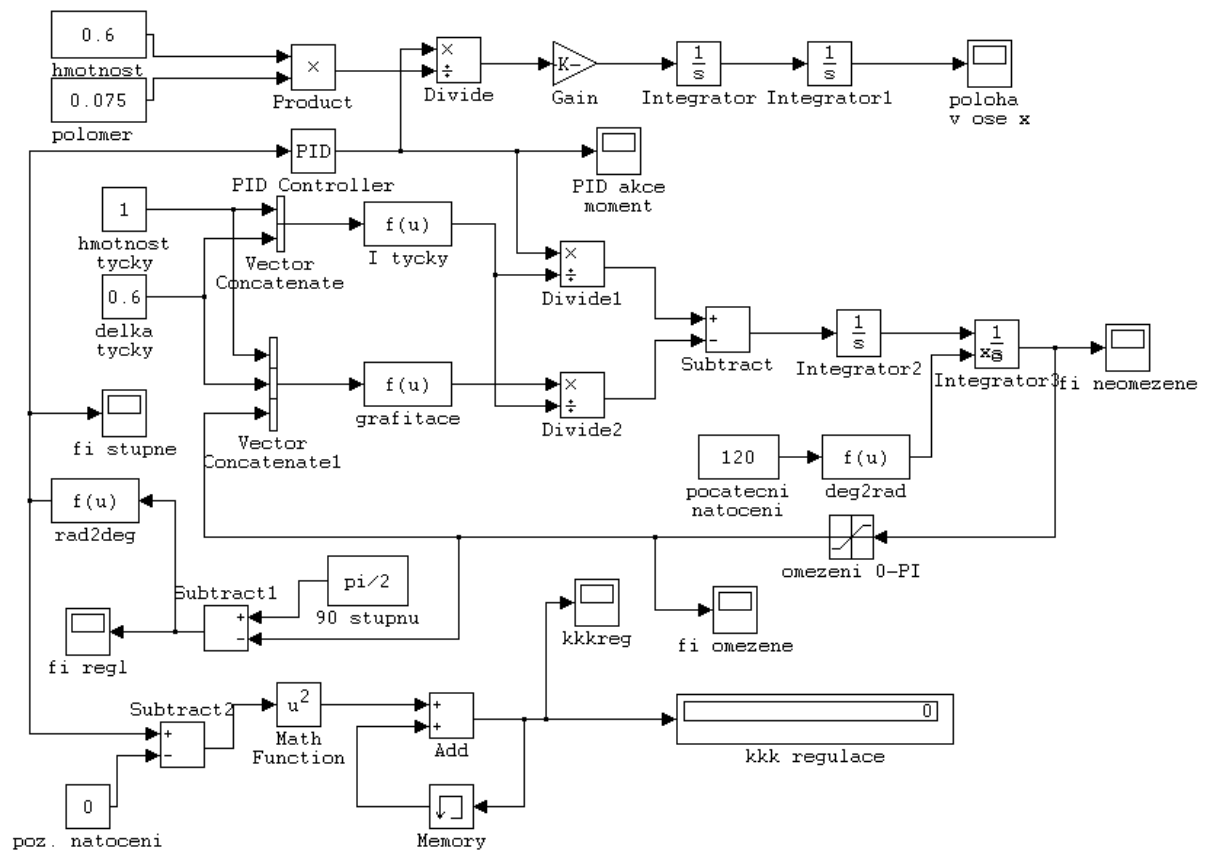 0.6
hmotnost
0.075
polomer
×
Product
×
÷
Divide
-K-
Gain
1
s
Integrator
1
s
Integrator1
poloha
v ose x
PID
PID Controller
PID akce
moment
1
hmotnost
tycky
0.6
delka
tycky
Vector
Concatenate
f(u)
I tycky
×
÷
Divide1
+
−
Subtract
1
s
Integrator2
1
s
xo
Integrator3
fi neomezene
Vector
Concatenate1
f(u)
grafitace
×
÷
Divide2
fi stupne
120
pocatecni
natoceni
f(u)
deg2rad
f(u)
rad2deg
omezeni 0-PI
Subtract1
+
−
pi/2
90 stupnu
fi regl
kkkreg
fi omezene
Subtract2
+
−
u²
Math
Function
+
+
Add
0
kkk regulace
0
poz. natoceni
Memory